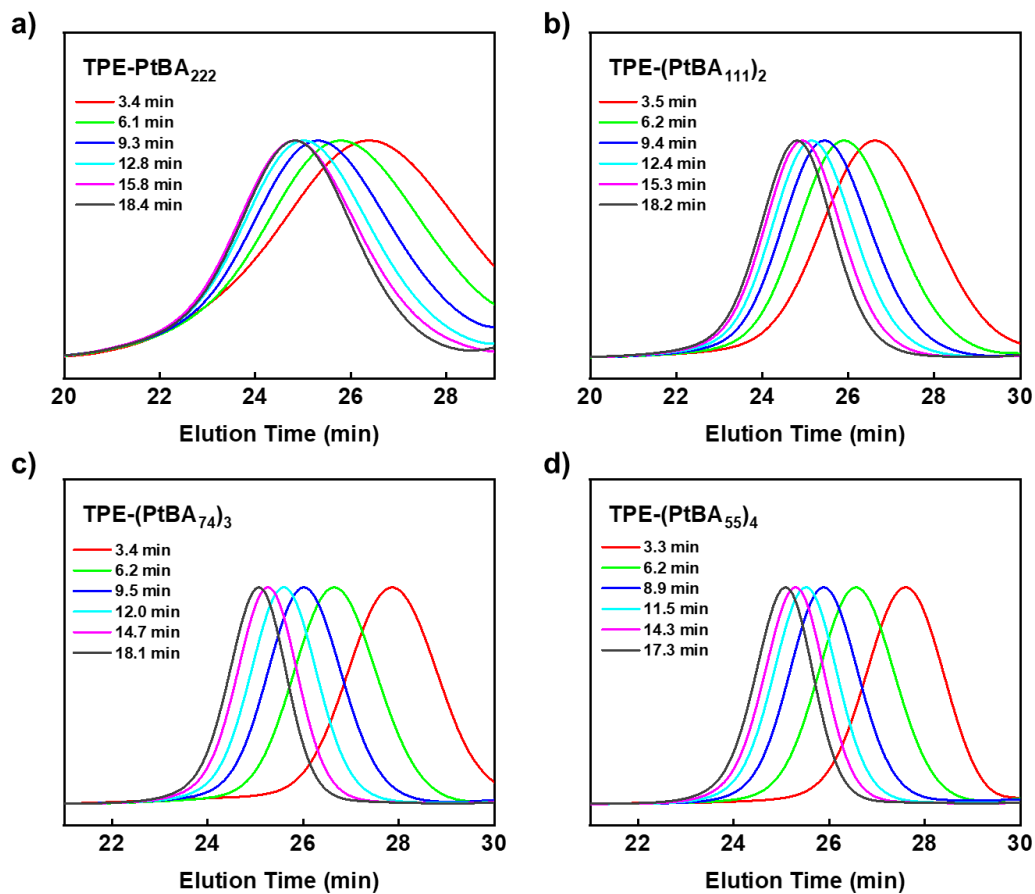 a)
TPE-PtBA222
3.4 min
6.1 min
9.3 min
12.8 min
15.8 min
18.4 min
20 22 24 26 28
Elution Time (min)
b)
TPE-(PtBA111)2
3.5 min
6.2 min
9.4 min
12.4 min
15.3 min
18.2 min
20 22 24 26 28 30
Elution Time (min)
c)
TPE-(PtBA74)3
3.4 min
6.2 min
9.5 min
12.0 min
14.7 min
18.1 min
22 24 26 28 30
Elution Time (min)
d)
TPE-(PtBA55)4
3.3 min
6.2 min
8.9 min
11.5 min
14.3 min
17.3 min
22 24 26 28 30
Elution Time (min)